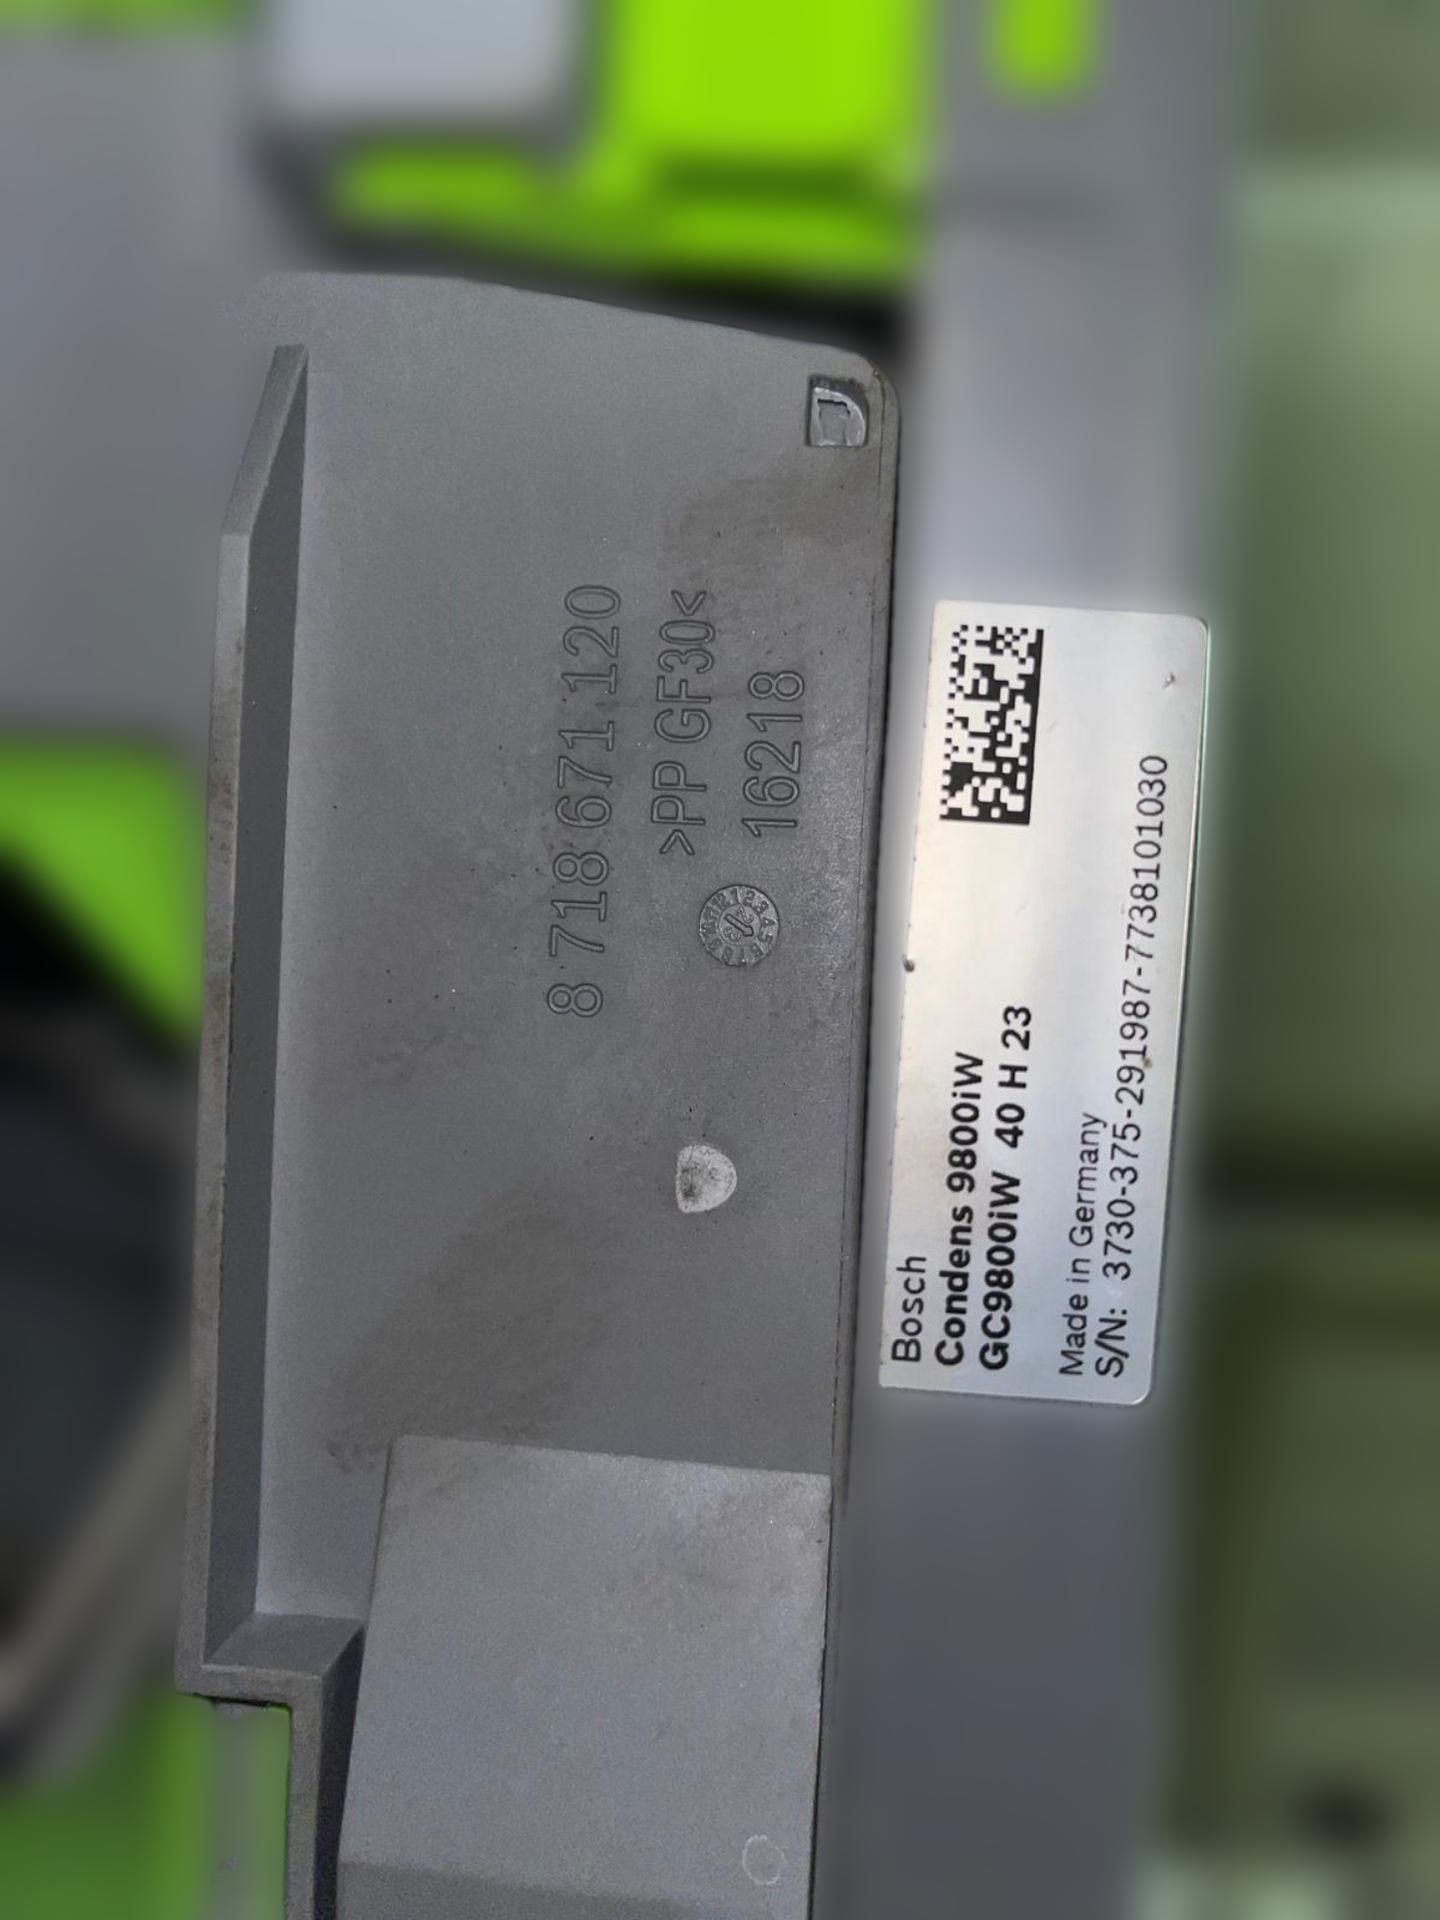 8 718 671 120
>PP GF30<
16218
Bosch
Condens 9800iW
GC9800iW 40 H 23
Made in Germany
S/N: 3730-375-291987-7738101030